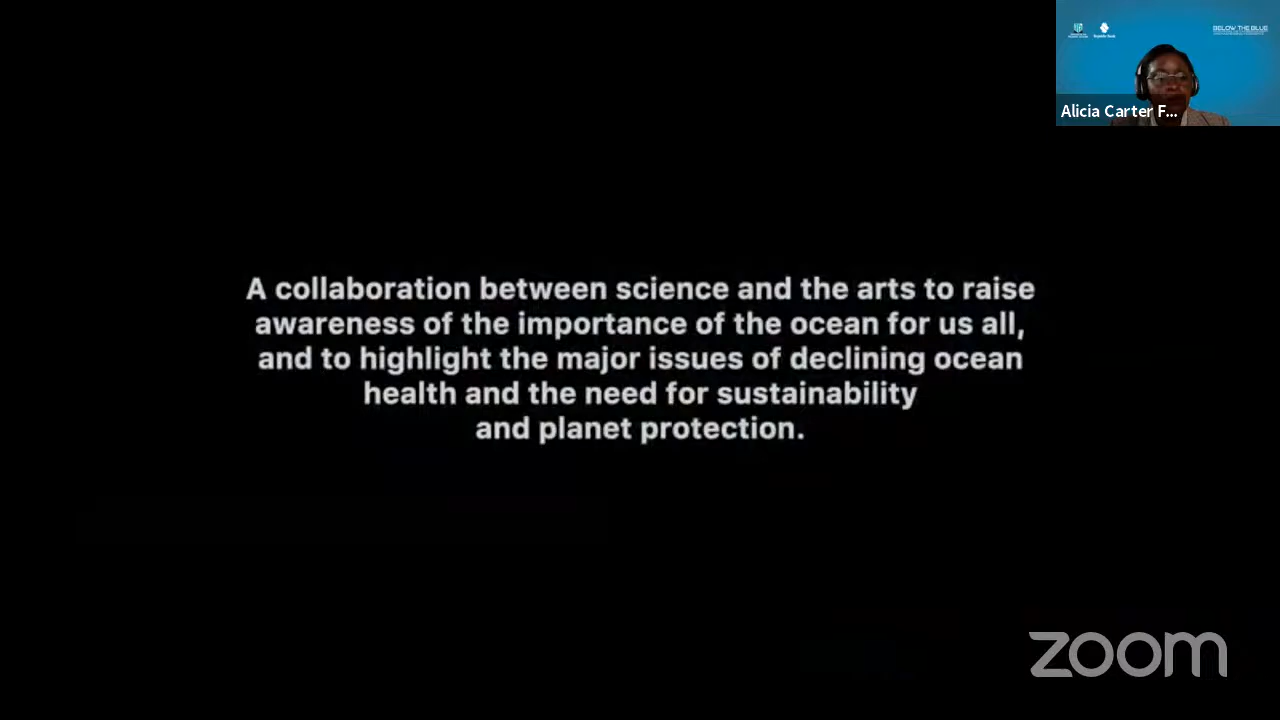 BELOW THE BLUE
Alicia Carter F...
A collaboration between science and the arts to raise
awareness of the importance of the ocean for us all,
and to highlight the major issues of declining ocean
health and the need for sustainability
and planet protection.
zoom